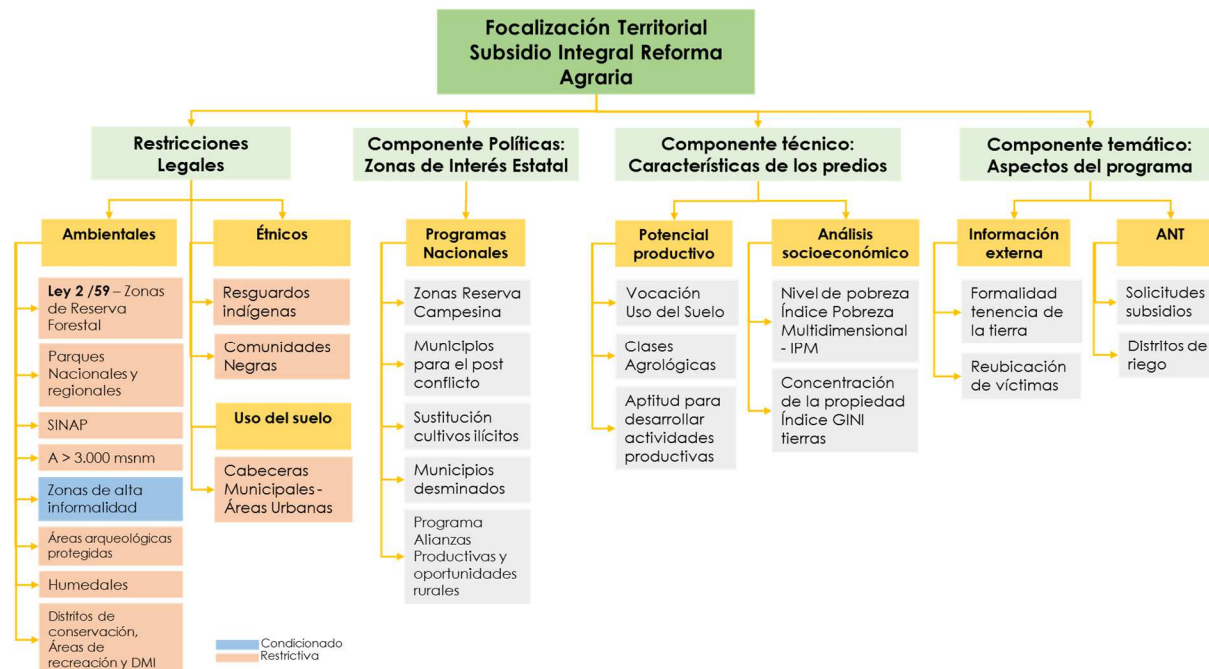 Focalización Territorial
Subsidio Integral Reforma
Agraria
Restricciones
Legales
Componente Políticas:
Zonas de Interés Estatal
Componente técnico:
Características de los predios
Componente temático:
Aspectos del programa
Ambientales
Ley 2 /59 – Zonas
de Reserva
Forestal
Parques
Nacionales y
regionales
SINAP
A > 3.000 msnm
Zonas de alta
informalidad
Áreas arqueológicas
protegidas
Humedales
Distritos de
conservación,
Áreas de
recreación y DMI
Étnicos
Resguardos
indígenas
Comunidades
Negras
Uso del suelo
Cabeceras
Municipales-
Áreas Urbanas
Programas
Nacionales
Zonas Reserva
Campesina
Municipios
para el post
conflicto
Sustitución
cultivos ilícitos
Municipios
desminados
Programa
Alianzas
Productivas y
oportunidades
rurales
Potencial
productivo
Vocación
Uso del Suelo
Clases
Agrológicas
Aptitud para
desarrollar
actividades
productivas
Análisis
socioeconómico
Nivel de pobreza
Índice Pobreza
Multidimensional
- IPM
Concentración
de la propiedad
Índice GINI
tierras
Información
externa
Formalidad
tenencia de
la tierra
Reubicación
de víctimas
ANT
Solicitudes
subsidios
Distritos de
riego
Condicionado
Restrictiva